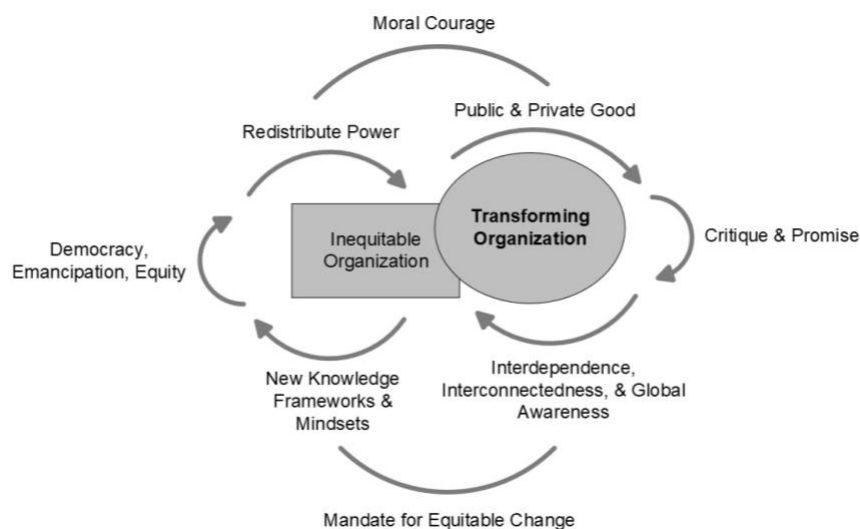 Moral Courage
Public & Private Good
Redistribute Power
Transforming
Organization
Inequitable
Organization
Critique & Promise
Democracy,
Emancipation, Equity
New Knowledge
Frameworks &
Mindsets
Interdependence,
Interconnectedness, & Global
Awareness
Mandate for Equitable Change